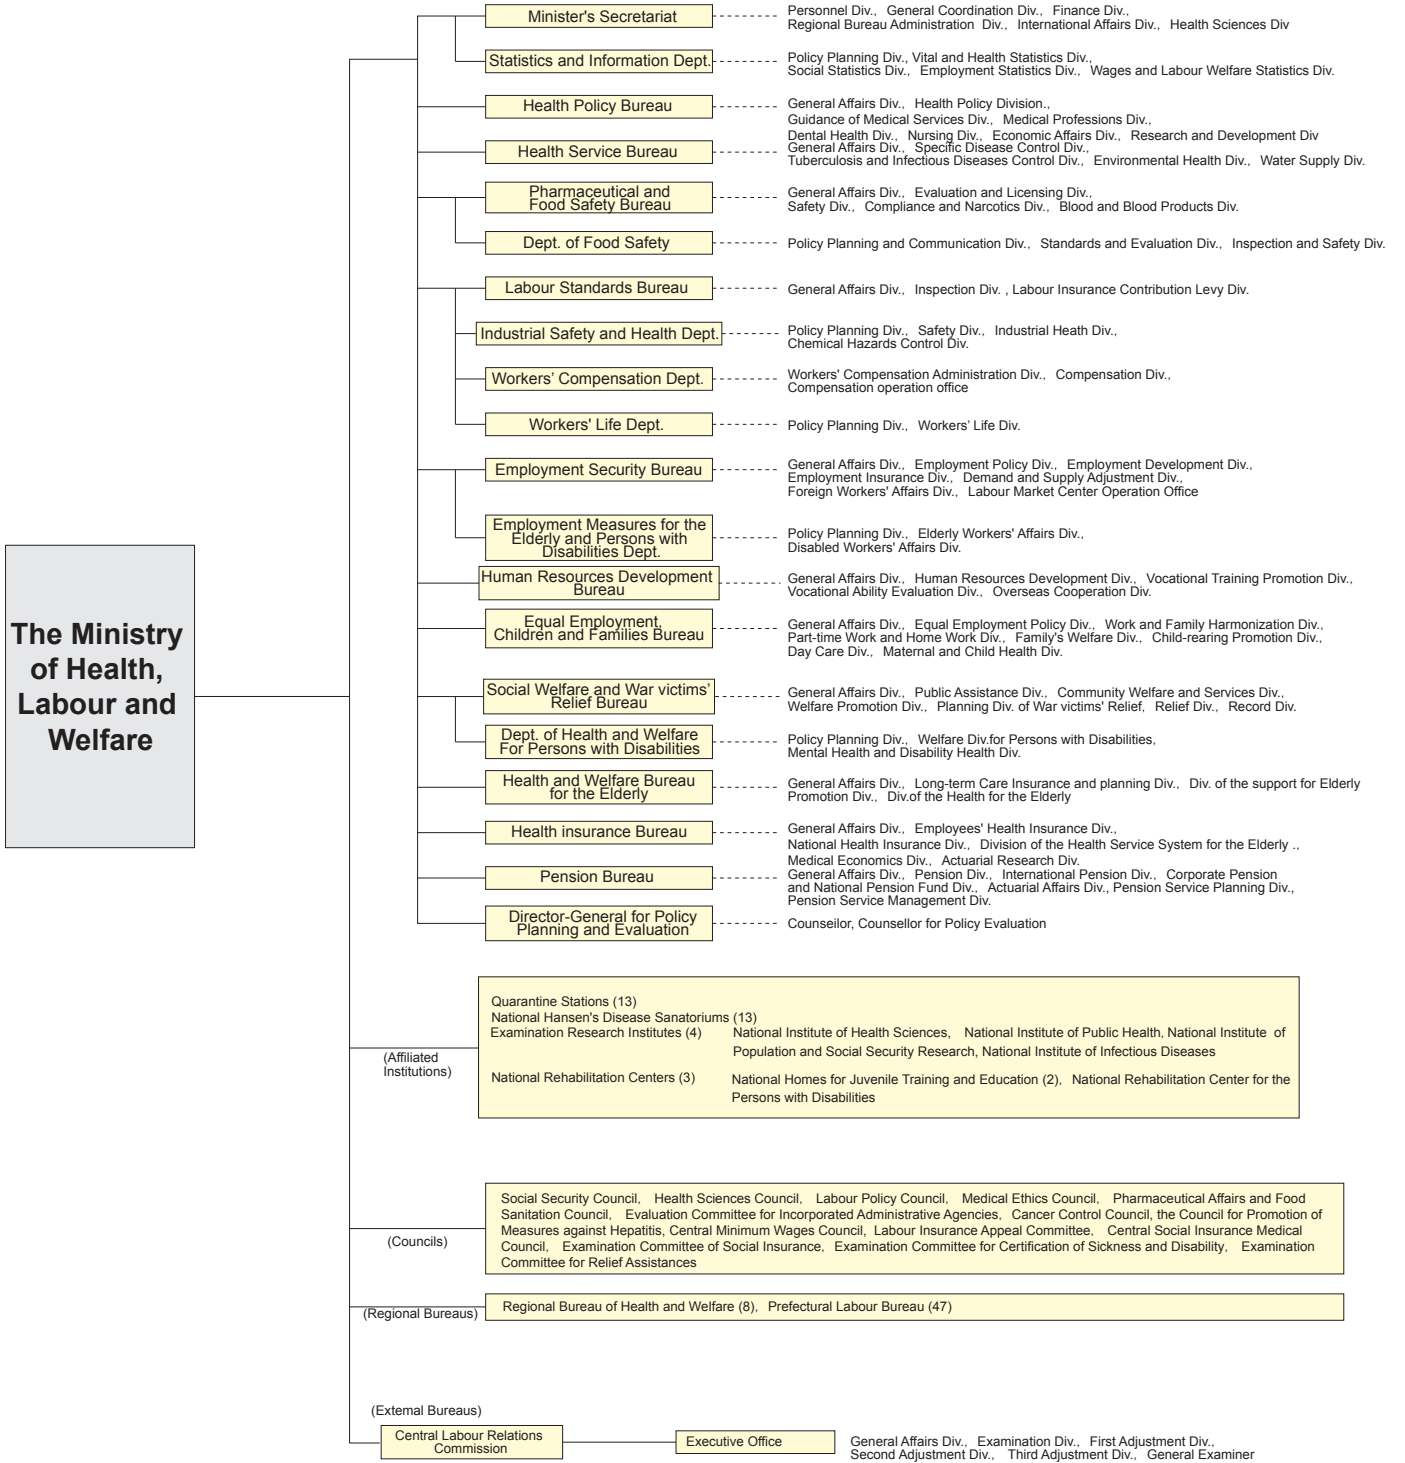 The Ministry
of Health,
Labour and
Welfare
Minister's Secretariat
Personnel Div., General Coordination Div., Finance Div.,
Regional Bureau Administration Div., International Affairs Div., Health Sciences Div
Statistics and Information Dept.
Policy Planning Div., Vital and Health Statistics Div.,
Social Statistics Div., Employment Statistics Div., Wages and Labour Welfare Statistics Div.
Health Policy Bureau
General Affairs Div., Health Policy Division.,
Guidance of Medical Services Div., Medical Professions Div.,
Dental Health Div., Nursing Div., Economic Affairs Div., Research and Development Div
Health Service Bureau
General Affairs Div., Specific Disease Control Div.,
Tuberculosis and Infectious Diseases Control Div., Environmental Health Div., Water Supply Div.
Pharmaceutical and
Food Safety Bureau
General Affairs Div., Evaluation and Licensing Div.,
Safety Div., Compliance and Narcotics Div., Blood and Blood Products Div.
Dept. of Food Safety
Policy Planning and Communication Div., Standards and Evaluation Div., Inspection and Safety Div.
Labour Standards Bureau
General Affairs Div., Inspection Div. , Labour Insurance Contribution Levy Div.
Industrial Safety and Health Dept.
Policy Planning Div., Safety Div., Industrial Heath Div.,
Chemical Hazards Control Div.
Workers' Compensation Dept.
Workers' Compensation Administration Div., Compensation Div.,
Compensation operation office
Workers' Life Dept.
Policy Planning Div., Workers' Life Div.
Employment Security Bureau
General Affairs Div., Employment Policy Div., Employment Development Div.,
Employment Insurance Div., Demand and Supply Adjustment Div.,
Foreign Workers' Affairs Div., Labour Market Center Operation Office
Employment Measures for the
Elderly and Persons with
Disabilities Dept.
Policy Planning Div., Elderly Workers' Affairs Div.,
Disabled Workers' Affairs Div.
Human Resources Development
Bureau
General Affairs Div., Human Resources Development Div., Vocational Training Promotion Div.,
Vocational Ability Evaluation Div., Overseas Cooperation Div.
Equal Employment,
Children and Families Bureau
General Affairs Div., Equal Employment Policy Div., Work and Family Harmonization Div.,
Part-time Work and Home Work Div., Family's Welfare Div., Child-rearing Promotion Div.,
Day Care Div., Maternal and Child Health Div.
Social Welfare and War victims'
Relief Bureau
General Affairs Div., Public Assistance Div., Community Welfare and Services Div.,
Welfare Promotion Div., Planning Div. of War victims' Relief, Relief Div., Record Div.
Dept. of Health and Welfare
For Persons with Disabilities
Policy Planning Div., Welfare Div.for Persons with Disabilities,
Mental Health and Disability Health Div.
Health and Welfare Bureau
for the Elderly
General Affairs Div., Long-term Care Insurance and planning Div., Div. of the support for Elderly
Promotion Div., Div.of the Health for the Elderly
Health insurance Bureau
General Affairs Div., Employees' Health Insurance Div.,
National Health Insurance Div., Division of the Health Service System for the Elderly .,
Medical Economics Div., Actuarial Research Div.
Pension Bureau
General Affairs Div., Pension Div., International Pension Div., Corporate Pension
and National Pension Fund Div., Actuarial Affairs Div., Pension Service Planning Div.,
Pension Service Management Div.
Director-General for Policy
Planning and Evaluation
Counseilor, Counsellor for Policy Evaluation
(Affiliated
Institutions)
Quarantine Stations (13)
National Hansen's Disease Sanatoriums (13)
Examination Research Institutes (4) National Institute of Health Sciences, National Institute of Public Health, National Institute of
Population and Social Security Research, National Institute of Infectious Diseases
National Rehabilitation Centers (3) National Homes for Juvenile Training and Education (2), National Rehabilitation Center for the
Persons with Disabilities
(Councils)
Social Security Council, Health Sciences Council, Labour Policy Council, Medical Ethics Council, Pharmaceutical Affairs and Food
Sanitation Council, Evaluation Committee for Incorporated Administrative Agencies, Cancer Control Council, the Council for Promotion of
Measures against Hepatitis, Central Minimum Wages Council, Labour Insurance Appeal Committee, Central Social Insurance Medical
Council, Examination Committee of Social Insurance, Examination Committee for Certification of Sickness and Disability, Examination
Committee for Relief Assistances
(Regional Bureaus)
Regional Bureau of Health and Welfare (8), Prefectural Labour Bureau (47)
(External Bureaus)
Central Labour Relations
Commission
Executive Office
General Affairs Div., Examination Div., First Adjustment Div.,
Second Adjustment Div., Third Adjustment Div., General Examiner